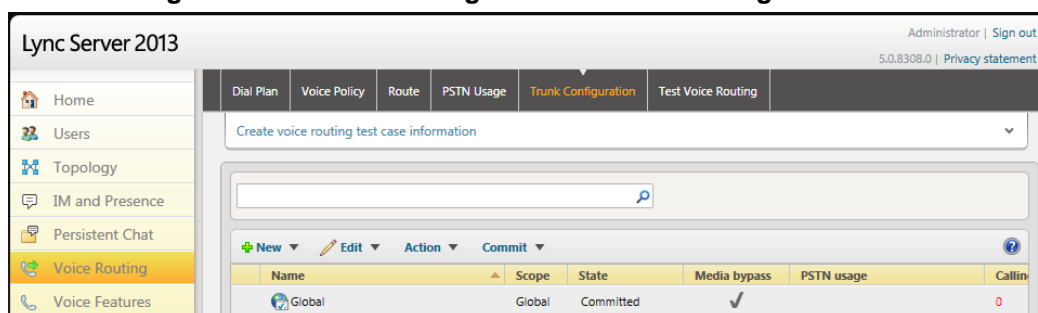 Lync Server 2013
Administrator | Sign out
5.0.8308.0 | Privacy statement
Home
Users
Topology
IM and Presence
Persistent Chat
Voice Routing
Voice Features
Dial Plan Voice Policy Route PSTN Usage Trunk Configuration Test Voice Routing
Create voice routing test case information
New Edit Action Commit
Name Scope State Media bypass PSTN usage Callin
Global Global Committed 0